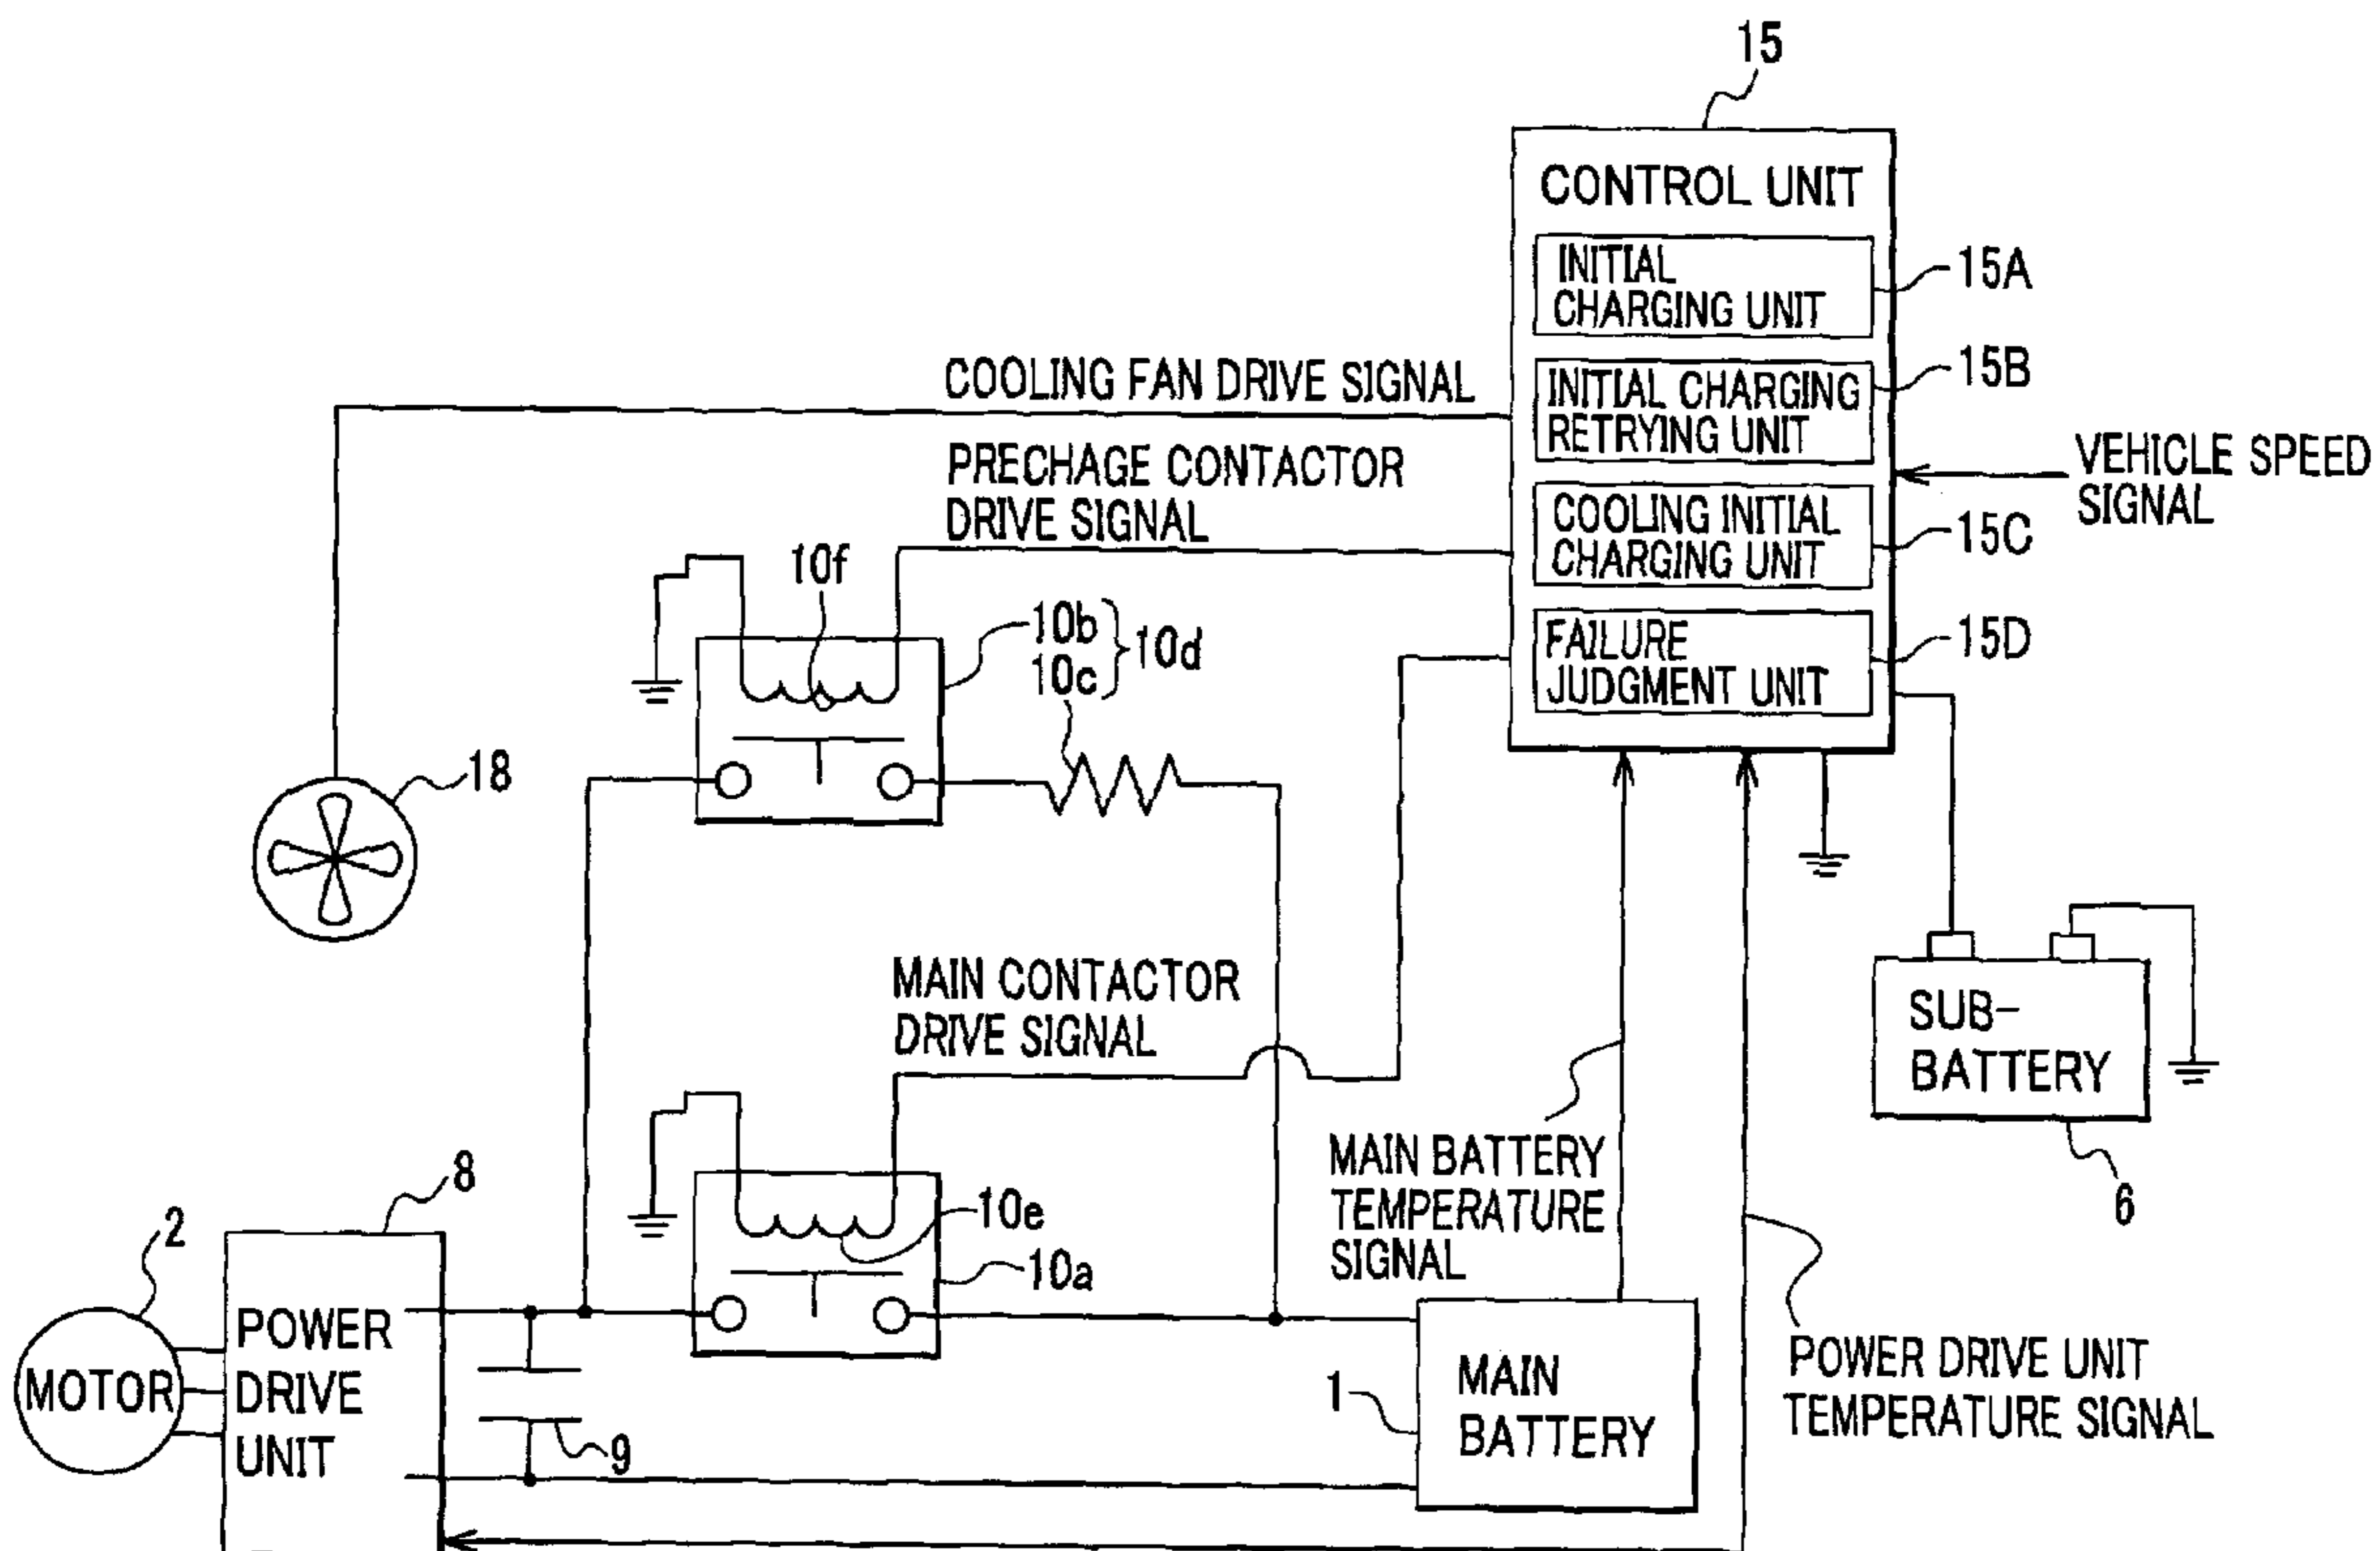 15
CONTROL UNIT
INITIAL
CHARGING UNIT
15A
INITIAL CHARGING
RETRYING UNIT
15B
COOLING INITIAL
CHARGING UNIT
15C
FAILURE
JUDGMENT UNIT
15D
COOLING FAN DRIVE SIGNAL
PRECHAGE CONTACTOR
DRIVE SIGNAL
VEHICLE SPEED
SIGNAL
10f
10b
10c
10d
18
MAIN CONTACTOR
DRIVE SIGNAL
SUB-
BATTERY
6
MAIN BATTERY
TEMPERATURE
SIGNAL
8
2
10e
10a
MOTOR
POWER
DRIVE
UNIT
9
1
MAIN
BATTERY
POWER DRIVE UNIT
TEMPERATURE SIGNAL